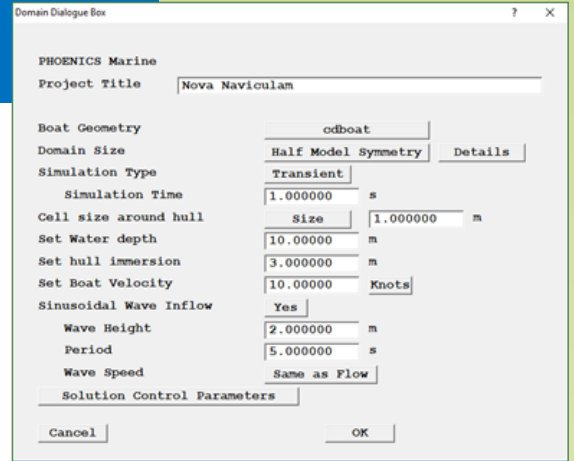 Domain Dialogue Box ? ×
PHOENICS Marine
Project Title Nova Naviculam
Boat Geometry cdboat
Domain Size Half Model Symmetry Details
Simulation Type Transient
Simulation Time 1.000000 s
Cell size around hull Size 1.000000 m
Set Water depth 10.00000 m
Set hull immersion 3.000000 m
Set Boat Velocity 10.00000 Knots
Sinusoidal Wave Inflow Yes
Wave Height 2.000000 m
Period 5.000000 s
Wave Speed Same as Flow
Solution Control Parameters
Cancel OK